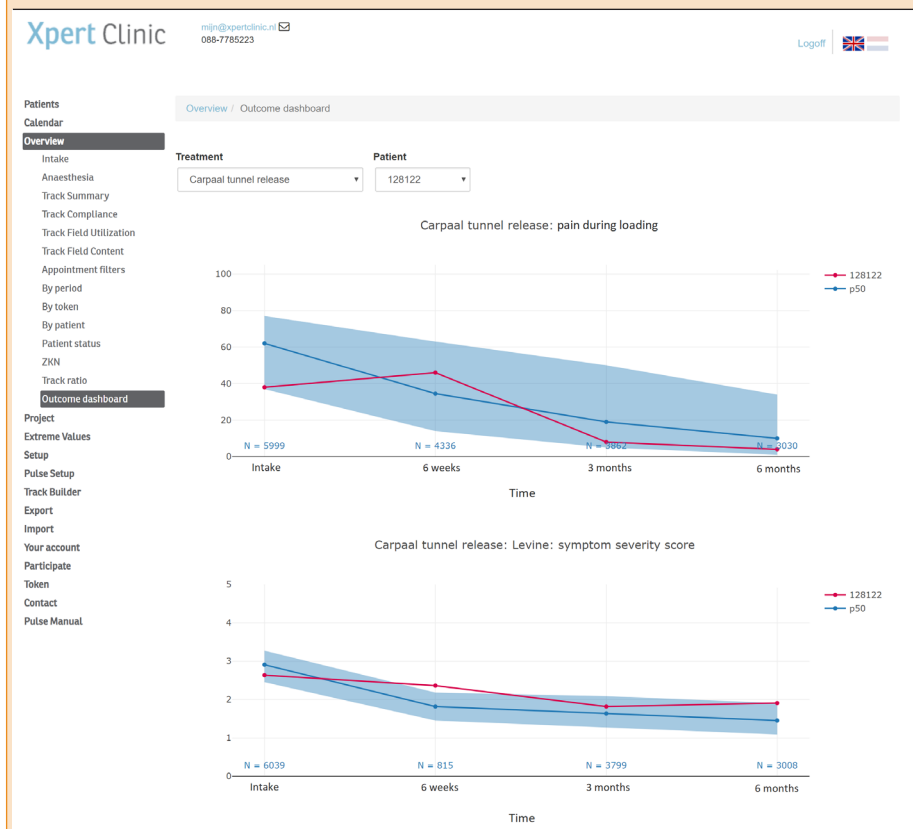 Xpert Clinic
mijn@xpertclinic.nl
088-7785223
Logoff
Patients
Calendar
Overview
Intake
Anaesthesia
Track Summary
Track Compliance
Track Field Utilization
Track Field Content
Appointment filters
By period
By token
By patient
Patient status
ZKN
Track ratio
Outcome dashboard
Project
Extreme Values
Setup
Pulse Setup
Track Builder
Export
Import
Your account
Participate
Token
Contact
Pulse Manual
Overview / Outcome dashboard
Treatment Patient
Carpaal tunnel release 128122
Carpaal tunnel release: pain during loading
100
80
60
40
20
0
128122
p50
N = 5999 N = 4336 N = 3862 N = 3030
Intake 6 weeks 3 months 6 months
Time
Carpaal tunnel release: Levine: symptom severity score
5
4
3
2
1
0
128122
p50
N = 6039 N = 815 N = 3799 N = 3008
Intake 6 weeks 3 months 6 months
Time